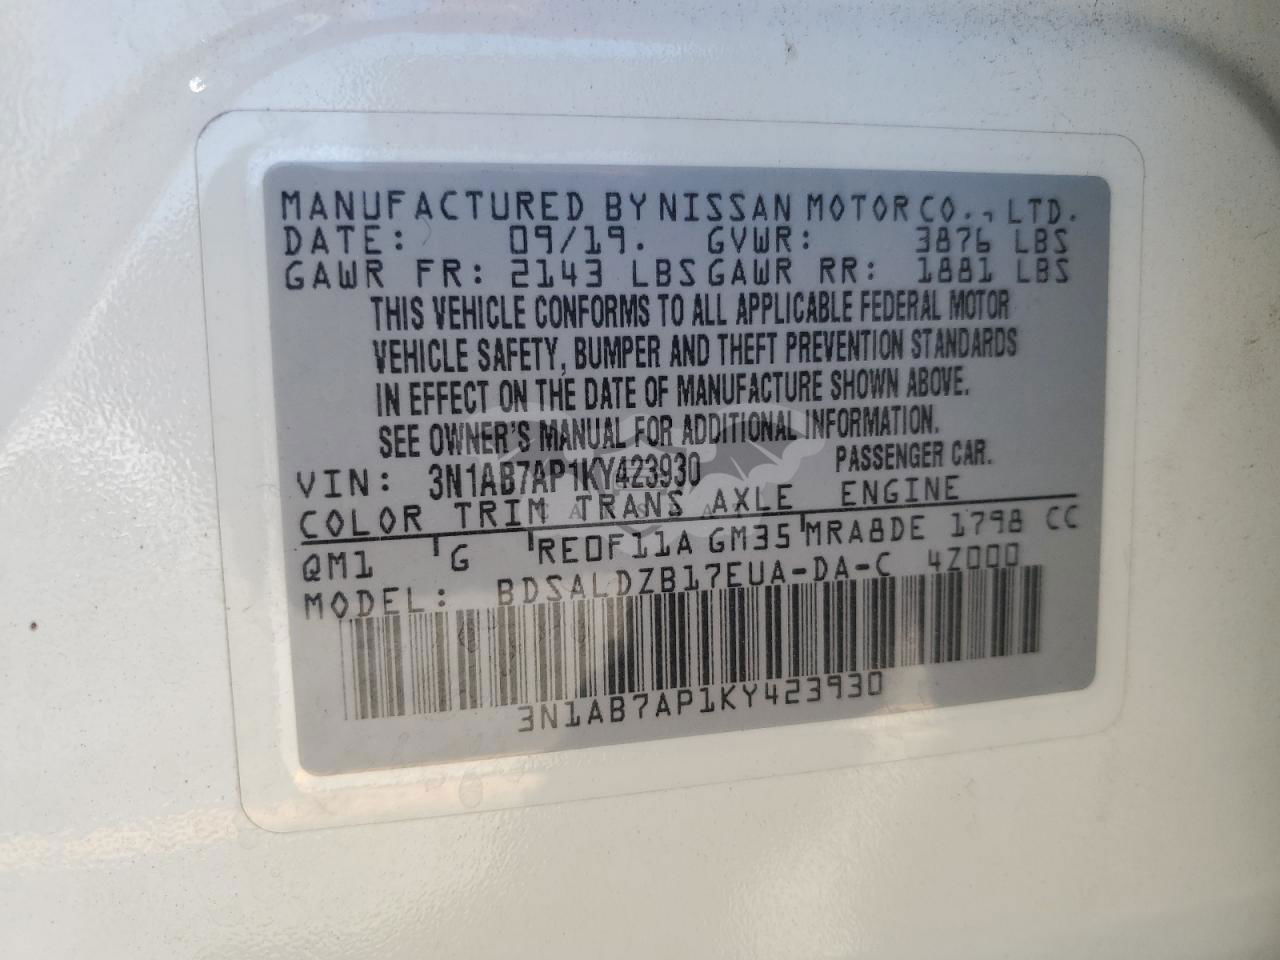 MANUFACTURED BY NISSAN MOTOR CO., LTD.
DATE: 09/19. GVWR: 3876 LBS
GAWR FR: 2143 LBS GAWR RR: 1881 LBS
THIS VEHICLE CONFORMS TO ALL APPLICABLE FEDERAL MOTOR
VEHICLE SAFETY, BUMPER AND THEFT PREVENTION STANDARDS
IN EFFECT ON THE DATE OF MANUFACTURE SHOWN ABOVE.
SEE OWNER'S MANUAL FOR ADDITIONAL INFORMATION.
VIN: 3N1AB7AP1KY423930 PASSENGER CAR.
COLOR TRIM TRANS AXLE ENGINE
QM1 G RE0F11A GM35 MRA8DE 1798 CC
MODEL: BDSALDZB17EUA-DA-C 4Z000
3N1AB7AP1KY423930